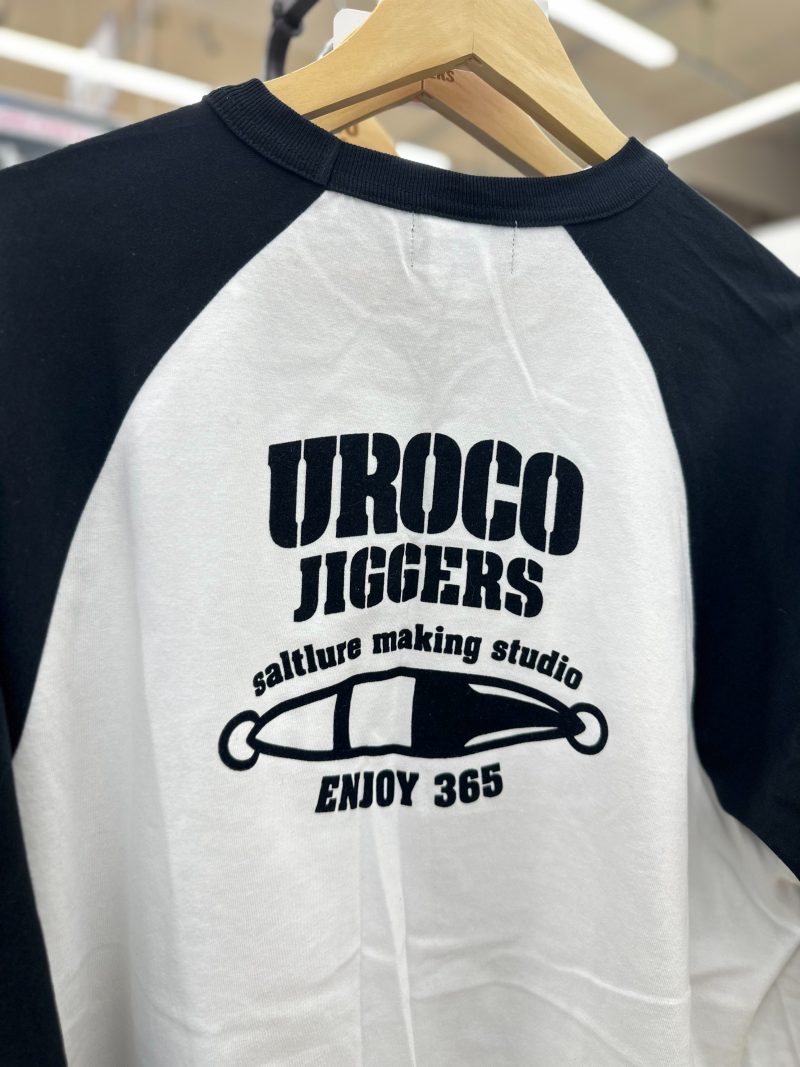 UROCO
JIGGERS
saltlure making studio
ENJOY 365